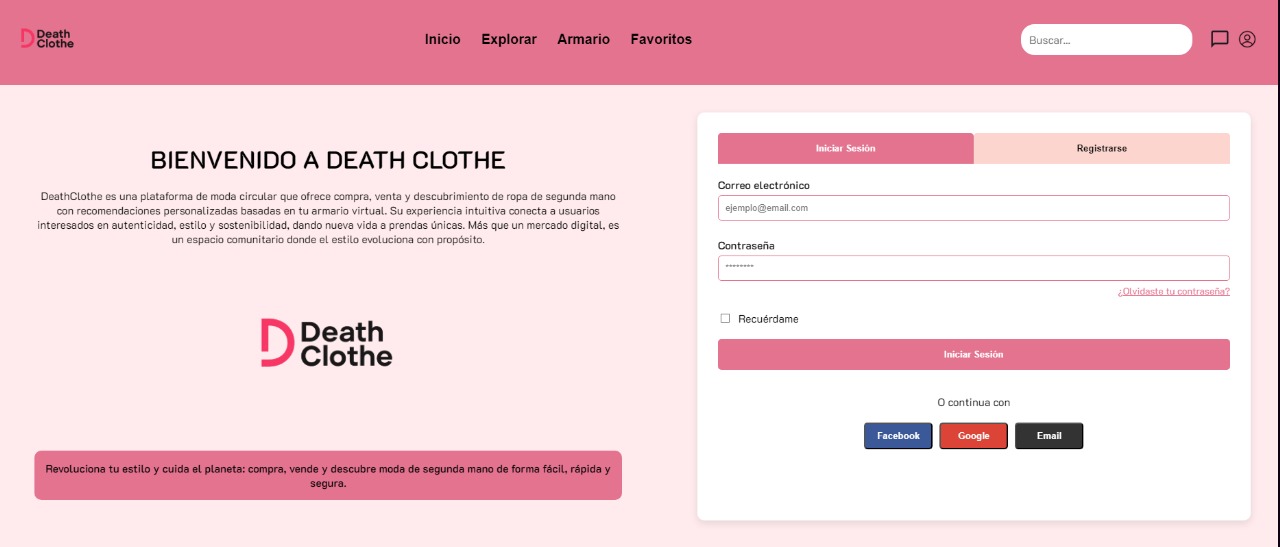 Death
Clothe
Inicio Explorar Armario Favoritos
Buscar...
BIENVENIDO A DEATH CLOTHE
DeathClothe es una plataforma de moda circular que ofrece compra, venta y descubrimiento de ropa de segunda mano
con recomendaciones personalizadas basadas en tu armario virtual. Su experiencia intuitiva conecta a usuarios
interesados en autenticidad, estilo y sostenibilidad, dando nueva vida a prendas únicas. Más que un mercado digital, es
un espacio comunitario donde el estilo evoluciona con propósito.
Death
Clothe
Revoluciona tu estilo y cuida el planeta: compra, vende y descubre moda de segunda mano de forma fácil, rápida y
segura.
Iniciar Sesión Registrarse
Correo electrónico
ejemplo@email.com
Contraseña
********
¿Olvidaste tu contraseña?
Recuérdame
Iniciar Sesión
O continua con
Facebook Google Email